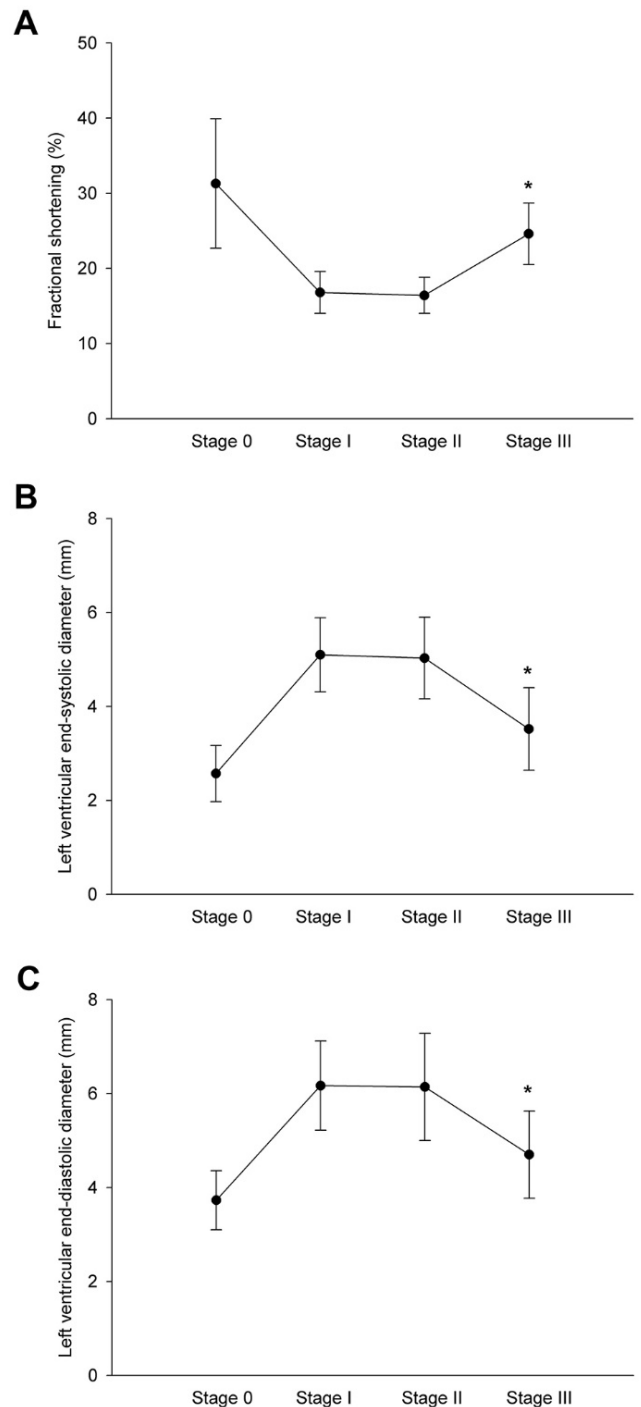 A
50
40
30
20
10
0
Fractional shortening (%)
*
Stage 0 Stage I Stage II Stage III
B
8
6
4
2
0
Left ventricular end-systolic diameter (mm)
*
Stage 0 Stage I Stage II Stage III
C
8
6
4
2
0
Left ventricular end-diastolic diameter (mm)
*
Stage 0 Stage I Stage II Stage III